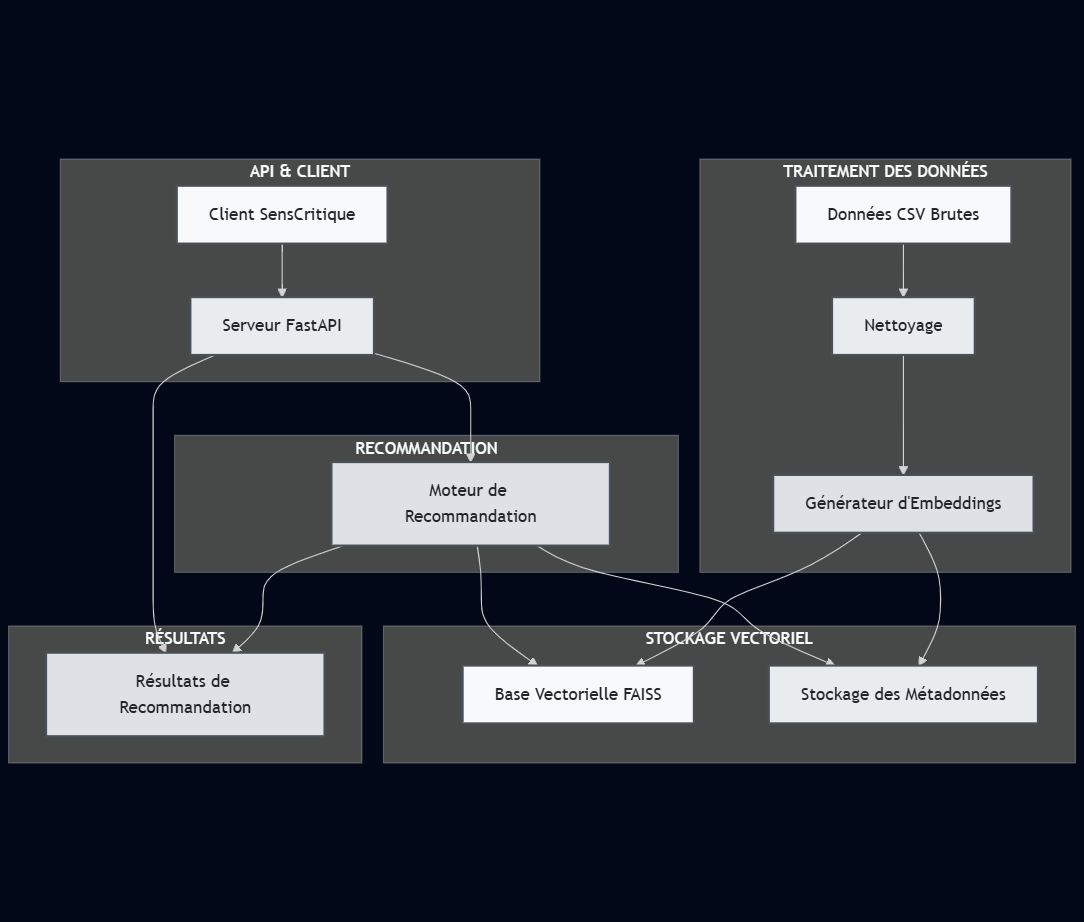 API & CLIENT
Client SensCritique
Serveur FastAPI
TRAITEMENT DES DONNÉES
Données CSV Brutes
Nettoyage
Générateur d'Embeddings
RECOMMANDATION
Moteur de
Recommandation
RÉSULTATS
Résultats de
Recommandation
STOCKAGE VECTORIEL
Base Vectorielle FAISS
Stockage des Métadonnées